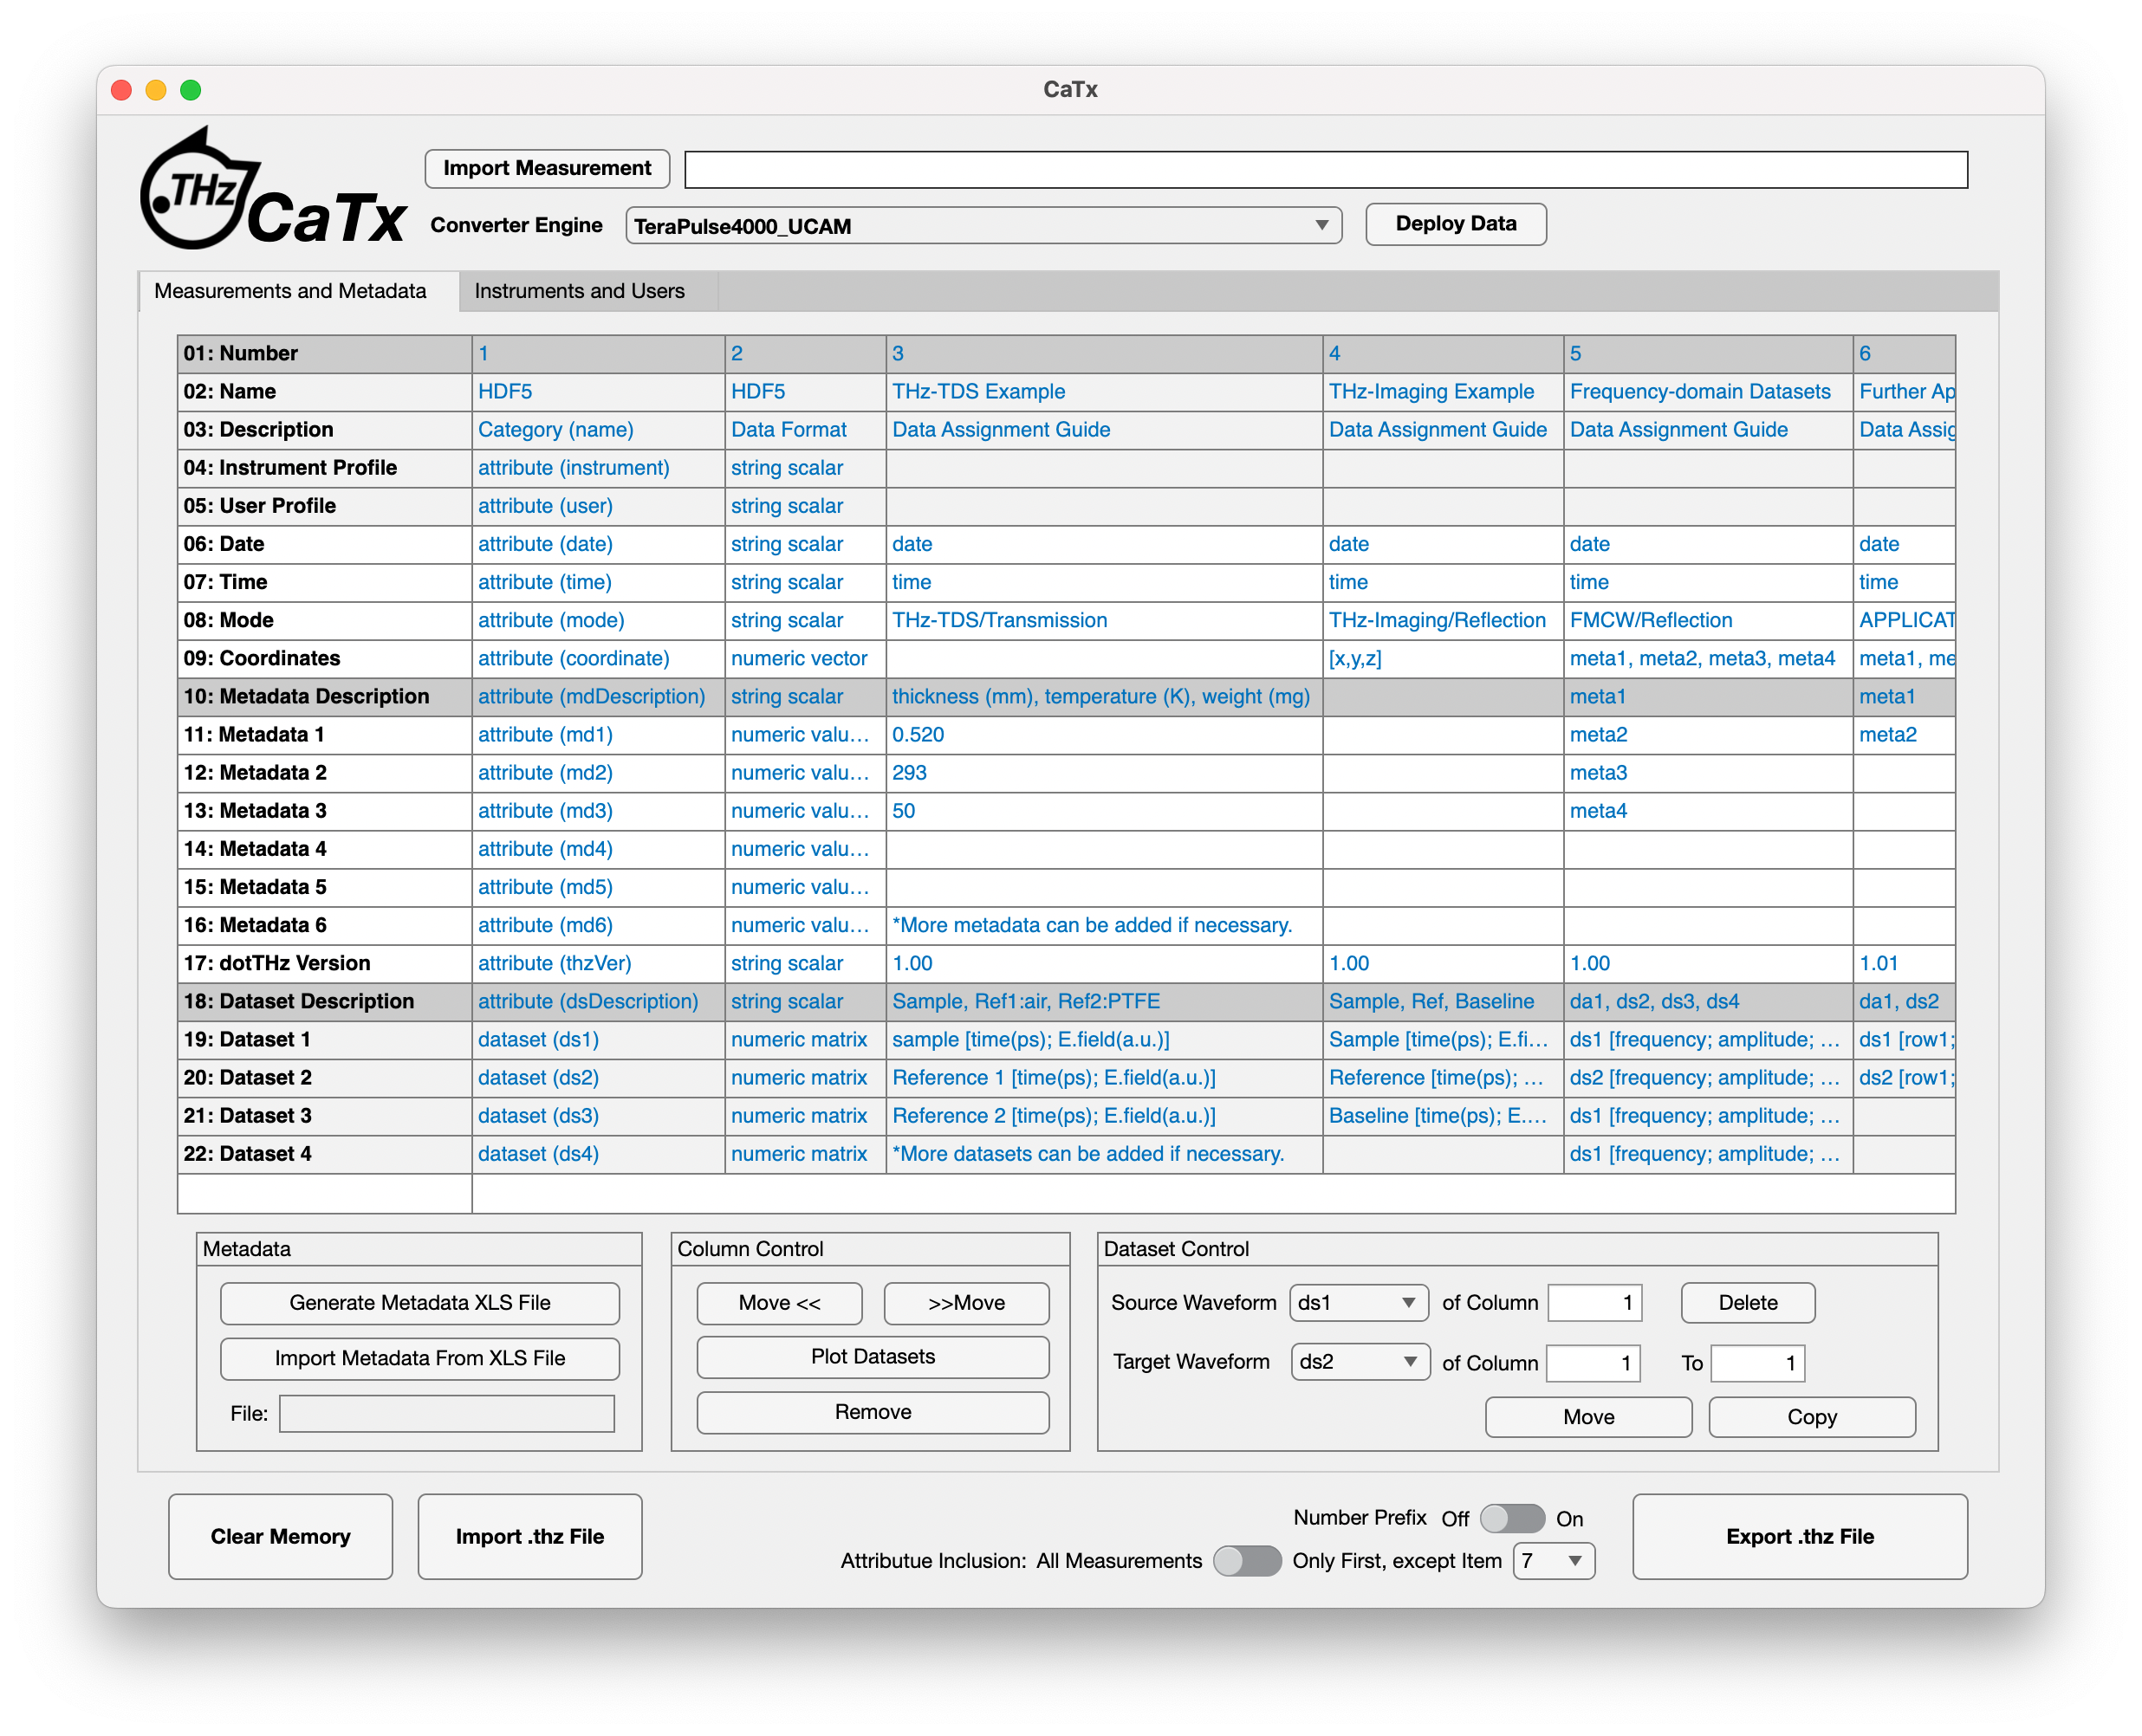 CaTx
.THz CaTx
Import Measurement
Converter Engine TeraPulse4000_UCAM Deploy Data
Measurements and Metadata Instruments and Users
01: Number 1 2 3 4 5 6
02: Name HDF5 HDF5 THz-TDS Example THz-Imaging Example Frequency-domain Datasets Further Ap
03: Description Category (name) Data Format Data Assignment Guide Data Assignment Guide Data Assignment Guide Data Assig
04: Instrument Profile attribute (instrument) string scalar
05: User Profile attribute (user) string scalar
06: Date attribute (date) string scalar date date date date
07: Time attribute (time) string scalar time time time time
08: Mode attribute (mode) string scalar THz-TDS/Transmission THz-Imaging/Reflection FMCW/Reflection APPLICAT
09: Coordinates attribute (coordinate) numeric vector [x,y,z] meta1, meta2, meta3, meta4 meta1, me
10: Metadata Description attribute (mdDescription) string scalar thickness (mm), temperature (K), weight (mg) meta1 meta1
11: Metadata 1 attribute (md1) numeric valu... 0.520 meta2 meta2
12: Metadata 2 attribute (md2) numeric valu... 293 meta3
13: Metadata 3 attribute (md3) numeric valu... 50 meta4
14: Metadata 4 attribute (md4) numeric valu...
15: Metadata 5 attribute (md5) numeric valu...
16: Metadata 6 attribute (md6) numeric valu... *More metadata can be added if necessary.
17: dotTHz Version attribute (thzVer) string scalar 1.00 1.00 1.00 1.01
18: Dataset Description attribute (dsDescription) string scalar Sample, Ref1:air, Ref2:PTFE Sample, Ref, Baseline da1, ds2, ds3, ds4 da1, ds2
19: Dataset 1 dataset (ds1) numeric matrix sample [time(ps); E.field(a.u.)] Sample [time(ps); E.fi... ds1 [frequency; amplitude; ... ds1 [row1;
20: Dataset 2 dataset (ds2) numeric matrix Reference 1 [time(ps); E.field(a.u.)] Reference [time(ps); ... ds2 [frequency; amplitude; ... ds2 [row1;
21: Dataset 3 dataset (ds3) numeric matrix Reference 2 [time(ps); E.field(a.u.)] Baseline [time(ps); E.... ds1 [frequency; amplitude; ...
22: Dataset 4 dataset (ds4) numeric matrix *More datasets can be added if necessary. ds1 [frequency; amplitude; ...
Metadata Column Control Dataset Control
Generate Metadata XLS File Move << >>Move Source Waveform ds1 of Column 1 Delete
Import Metadata From XLS File Plot Datasets Target Waveform ds2 of Column 1 To 1
File: Remove Move Copy
Number Prefix Off On
Clear Memory Import .thz File Export .thz File
Attributue Inclusion: All Measurements Only First, except Item 7